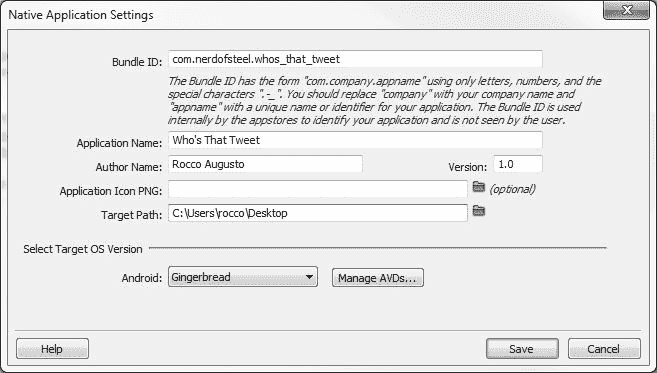 Native Application Settings
Bundle ID: com.nerdofsteel.whos_that_tweet
The Bundle ID has the form "com.company.appname" using only letters, numbers, and the
special characters ". -_". You should replace "company" with your company name and
"appname" with a unique name or identifier for your application. The Bundle ID is used
internally by the appstores to identify your application and is not seen by the user.
Application Name: Who's That Tweet
Author Name: Rocco Augusto Version: 1.0
Application Icon PNG: (optional)
Target Path: C:\Users\rocco\Desktop
Select Target OS Version
Android: Gingerbread Manage AVDs...
Help Save Cancel